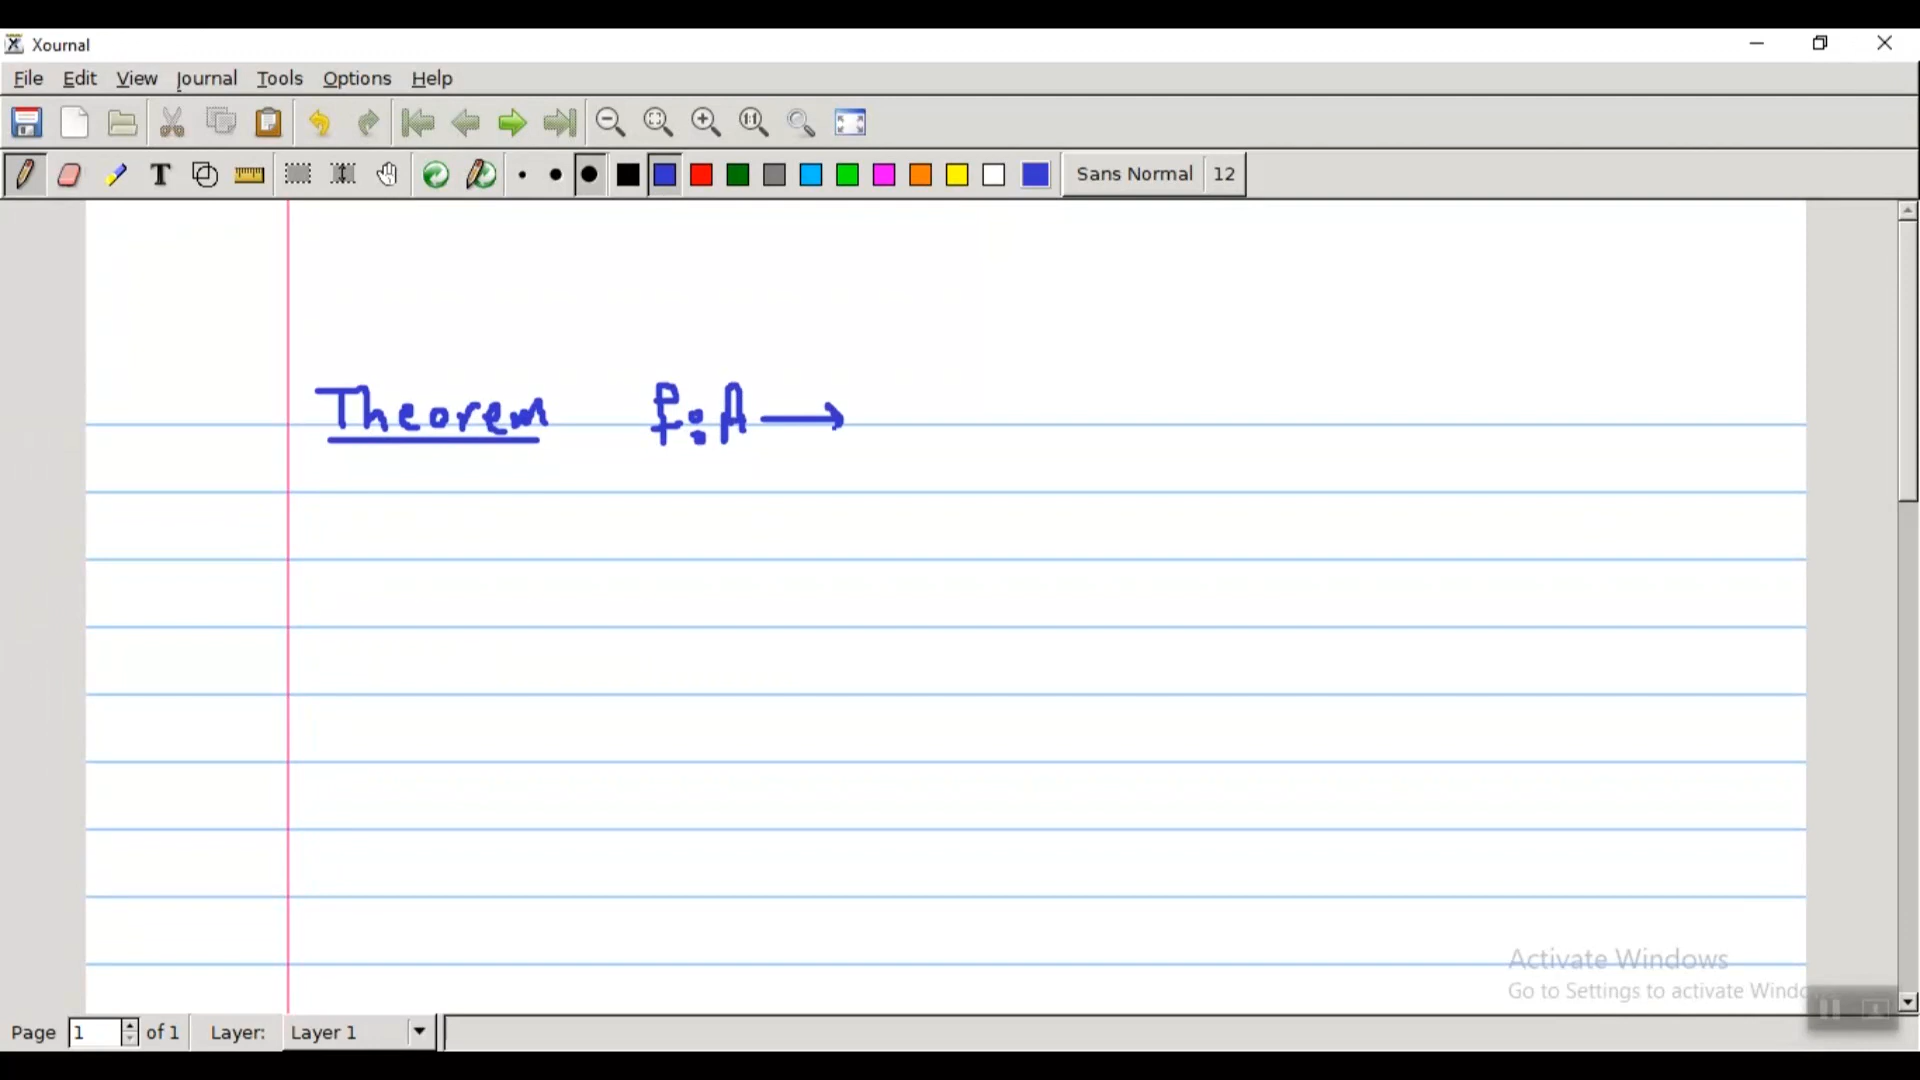 Xournal
File Edit View Journal Tools Options Help
T Sans Normal 12
Theorem f: A →
Activate Windows
Go to Settings to activate Windo
Page 1 of 1 Layer: Layer 1